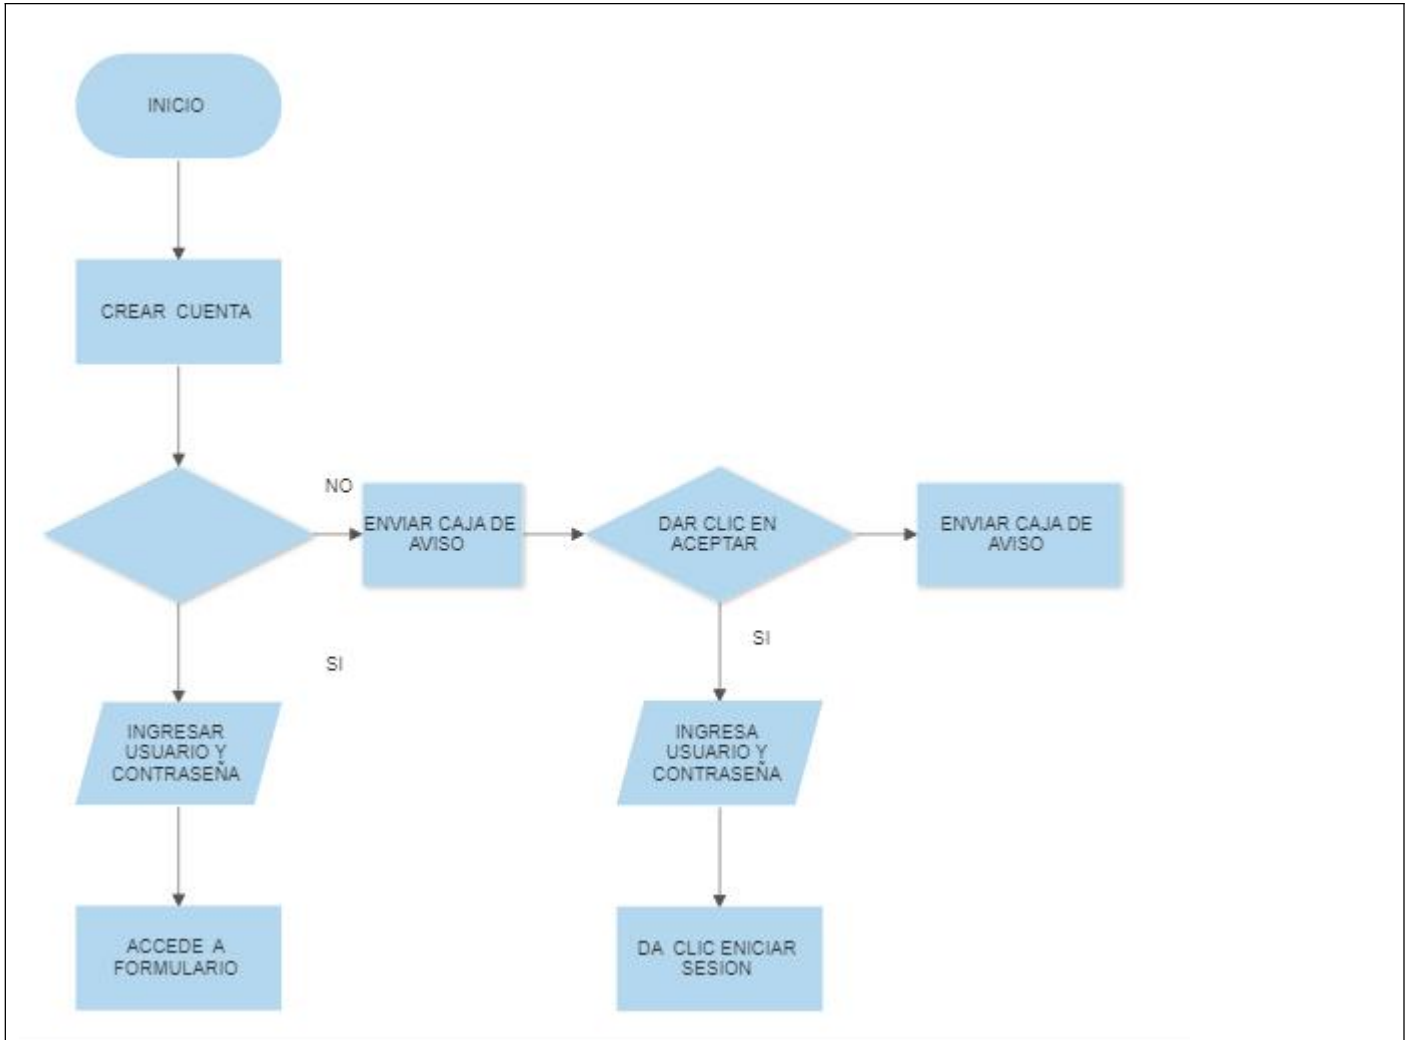 INICIO
CREAR CUENTA
NO
ENVIAR CAJA DE
AVISO
DAR CLIC EN
ACEPTAR
ENVIAR CAJA DE
AVISO
SI
SI
INGRESAR
USUARIO Y
CONTRASEÑA
INGRESA
USUARIO Y
CONTRASEÑA
ACCEDE A
FORMULARIO
DA CLIC ENICIAR
SESION